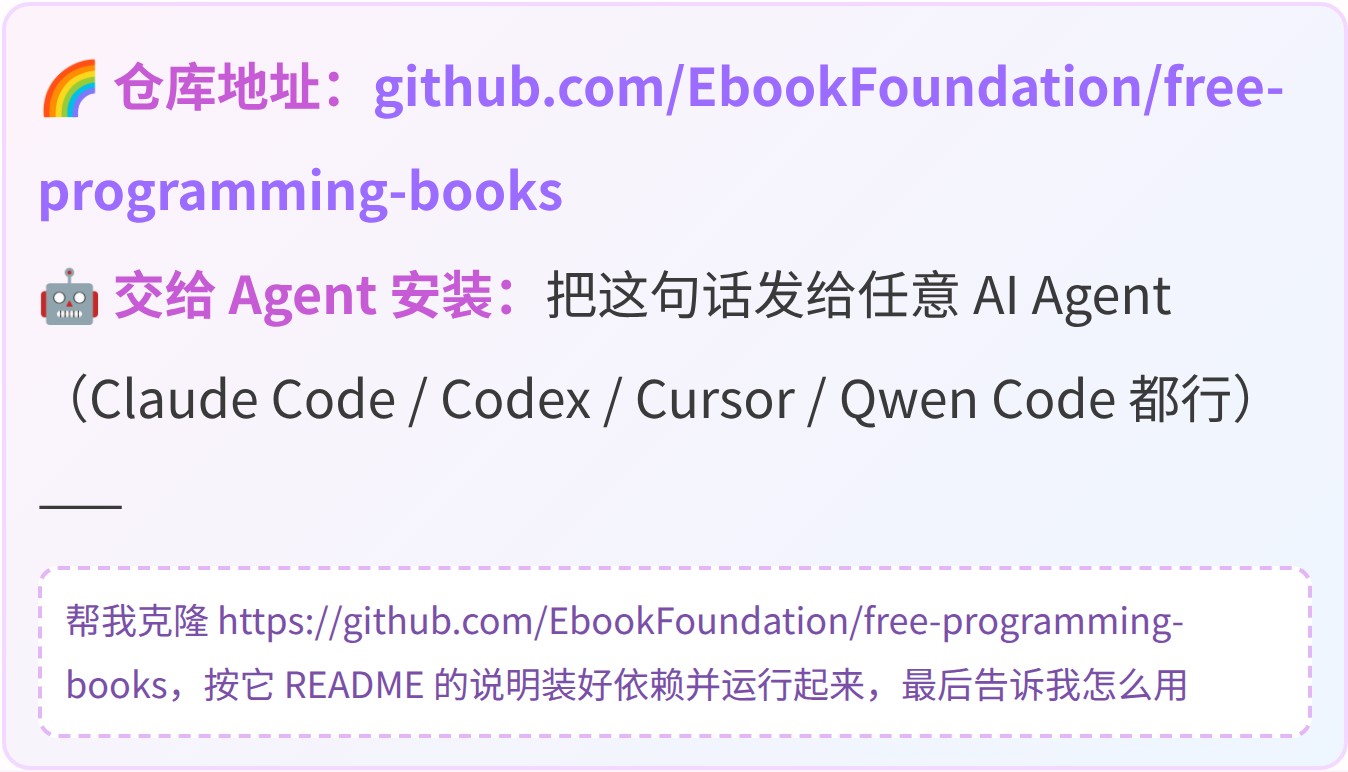 🌈 仓库地址：github.com/EbookFoundation/free-
programming-books
🤖 交给 Agent 安装：把这句话发给任意 AI Agent
（Claude Code / Codex / Cursor / Qwen Code 都行）
——
帮我克隆 https://github.com/EbookFoundation/free-programming-
books，按它 README 的说明装好依赖并运行起来，最后告诉我怎么用